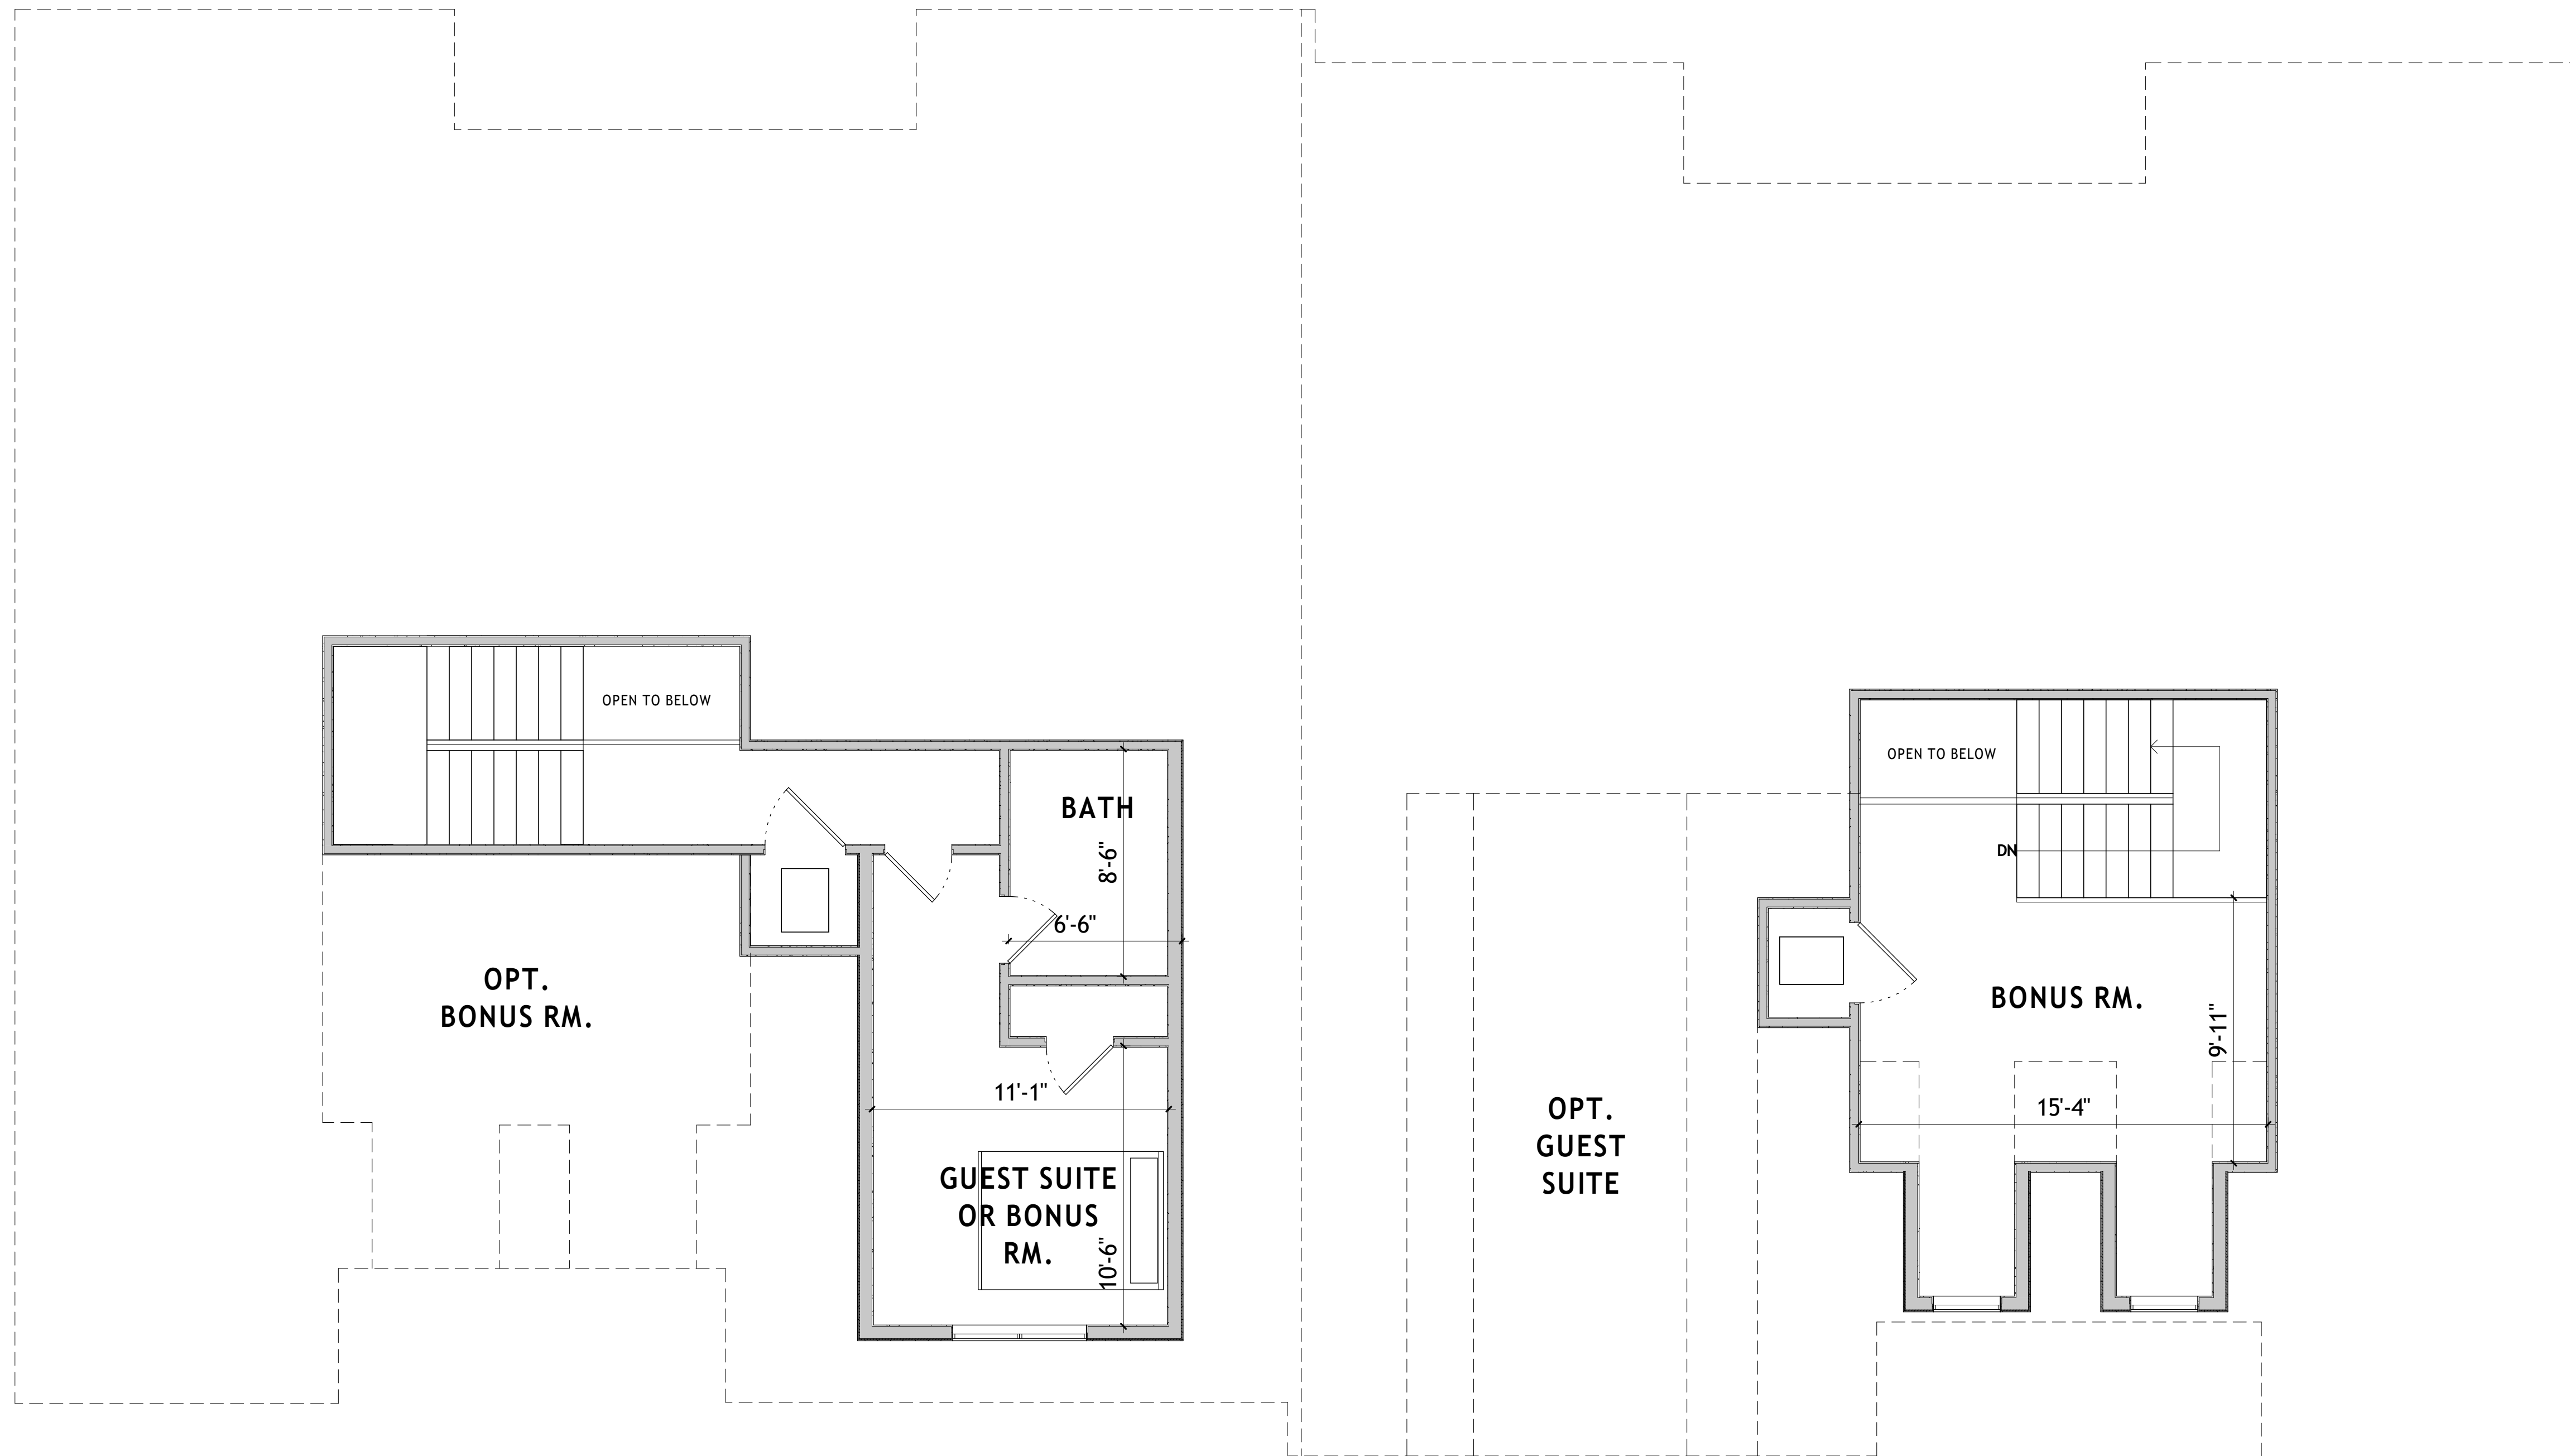 OPEN TO BELOW
BATH
8'-6"
6'-6"
OPT.
BONUS RM.
11'-1"
GUEST SUITE
OR BONUS
RM.
10'-6"
OPEN TO BELOW
DN
BONUS RM.
9'-11"
15'-4"
OPT.
GUEST
SUITE